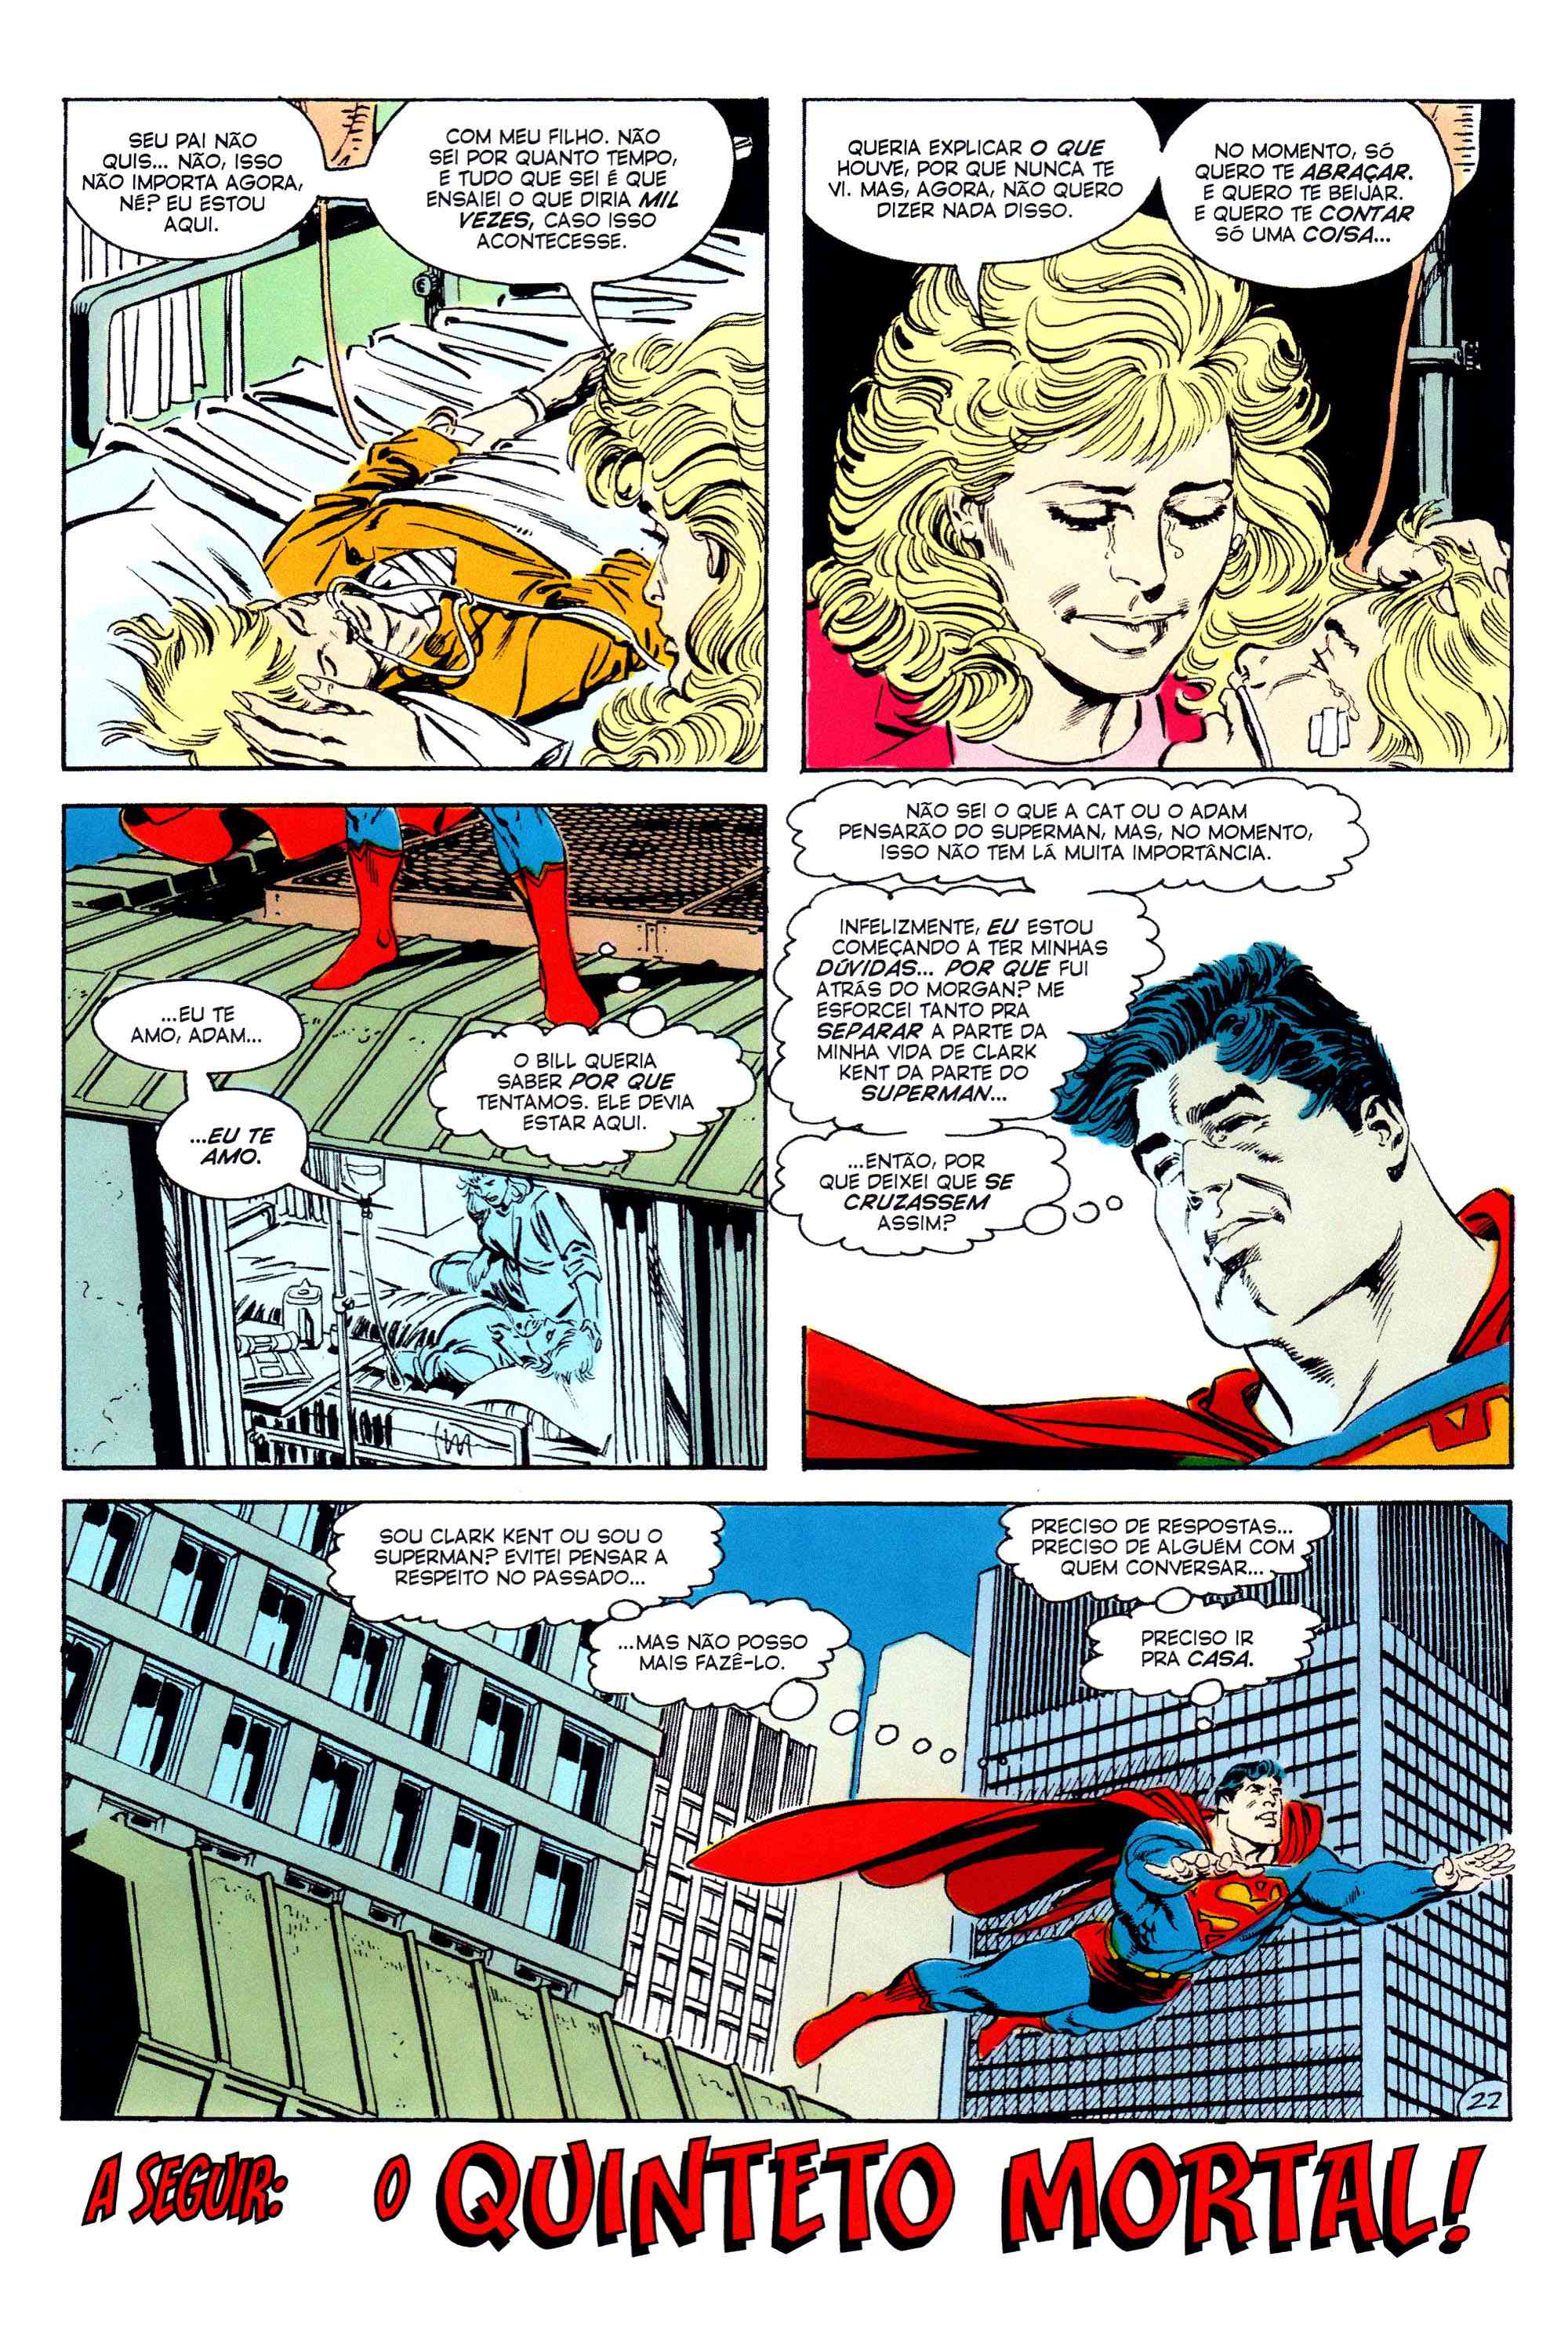 SEU PAI NÃO
QUIS... NÃO, ISSO
NÃO IMPORTA AGORA,
NÉ? EU ESTOU
AQUI.
COM MEU FILHO. NÃO
SEI POR QUANTO TEMPO,
E TUDO QUE SEI É QUE
ENSAIEI O QUE DIRIA MIL
VEZES, CASO ISSO
ACONTECESSE.
QUERIA EXPLICAR O QUE
HOUVE, POR QUE NUNCA TE
VI. MAS, AGORA, NÃO QUERO
DIZER NADA DISSO.
NO MOMENTO, SÓ
QUERO TE ABRAÇAR.
E QUERO TE BEIJAR.
E QUERO TE CONTAR
SÓ UMA COISA...
...EU TE
AMO, ADAM...
...EU TE
AMO.
O BILL QUERIA
SABER POR QUE
TENTAMOS. ELE DEVIA
ESTAR AQUI.
NÃO SEI O QUE A CAT OU O ADAM
PENSARÃO DO SUPERMAN, MAS, NO MOMENTO,
ISSO NÃO TEM LÁ MUITA IMPORTÂNCIA.
INFELIZMENTE, EU ESTOU
COMEÇANDO A TER MINHAS
DÚVIDAS... POR QUE FUI
ATRÁS DO MORGAN? ME
ESFORCEI TANTO PRA
SEPARAR A PARTE DA
MINHA VIDA DE CLARK
KENT DA PARTE DO
SUPERMAN...
...ENTÃO, POR
QUE DEIXEI QUE SE
CRUZASSEM
ASSIM?
SOU CLARK KENT OU SOU O
SUPERMAN? EVITEI PENSAR A
RESPEITO NO PASSADO...
...MAS NÃO POSSO
MAIS FAZÊ-LO.
PRECISO DE RESPOSTAS...
PRECISO DE ALGUÉM COM
QUEM CONVERSAR...
PRECISO IR
PRA CASA.
22
A SEGUIR: O QUINTETO MORTAL!